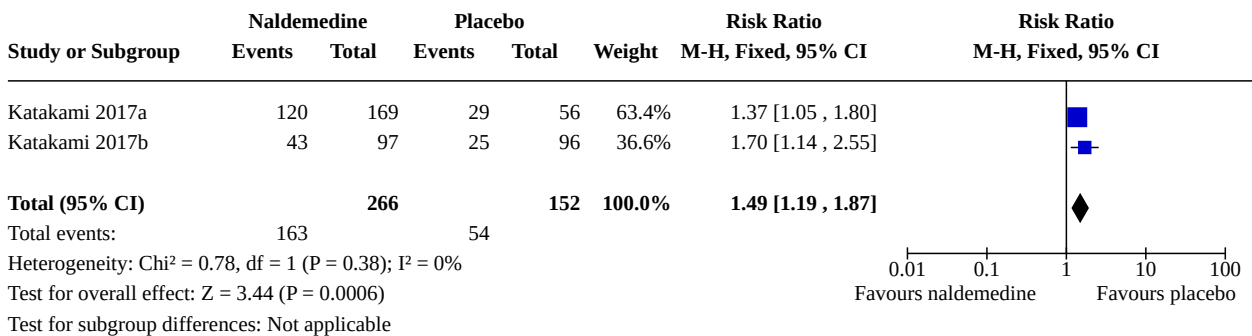 Naldemedine Placebo Risk Ratio Risk Ratio
Study or Subgroup Events Total Events Total Weight M-H, Fixed, 95% CI M-H, Fixed, 95% CI
Katakami 2017a 120 169 29 56 63.4% 1.37 [1.05 , 1.80]
Katakami 2017b 43 97 25 96 36.6% 1.70 [1.14 , 2.55]
Total (95% CI) 266 152 100.0% 1.49 [1.19 , 1.87]
Total events: 163 54
Heterogeneity: Chi² = 0.78, df = 1 (P = 0.38); I² = 0%
0.01 0.1 1 10 100
Test for overall effect: Z = 3.44 (P = 0.0006)
Favours naldemedine Favours placebo
Test for subgroup differences: Not applicable